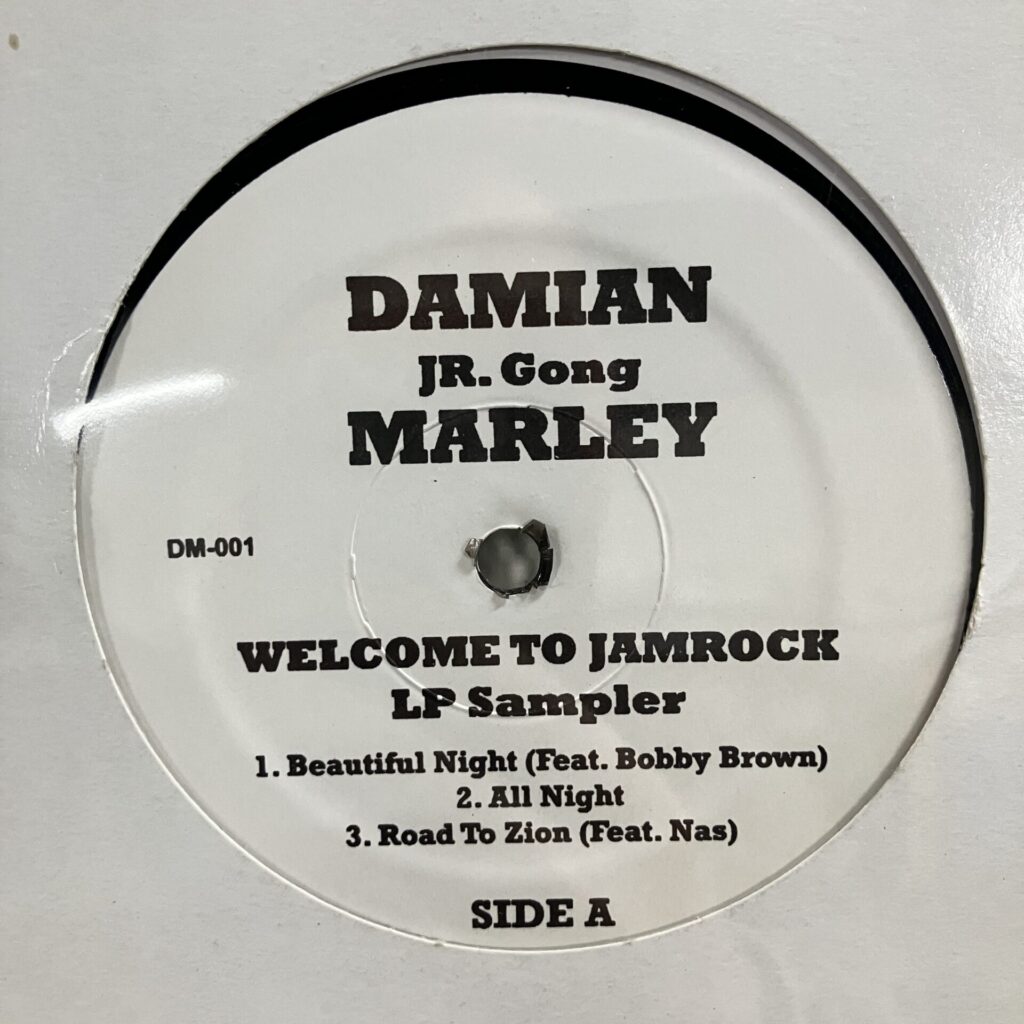 DAMIAN
JR. Gong
MARLEY
DM-001
WELCOME TO JAMROCK
LP Sampler
1. Beautiful Night (Feat. Bobby Brown)
2. All Night
3. Road To Zion (Feat. Nas)
SIDE A